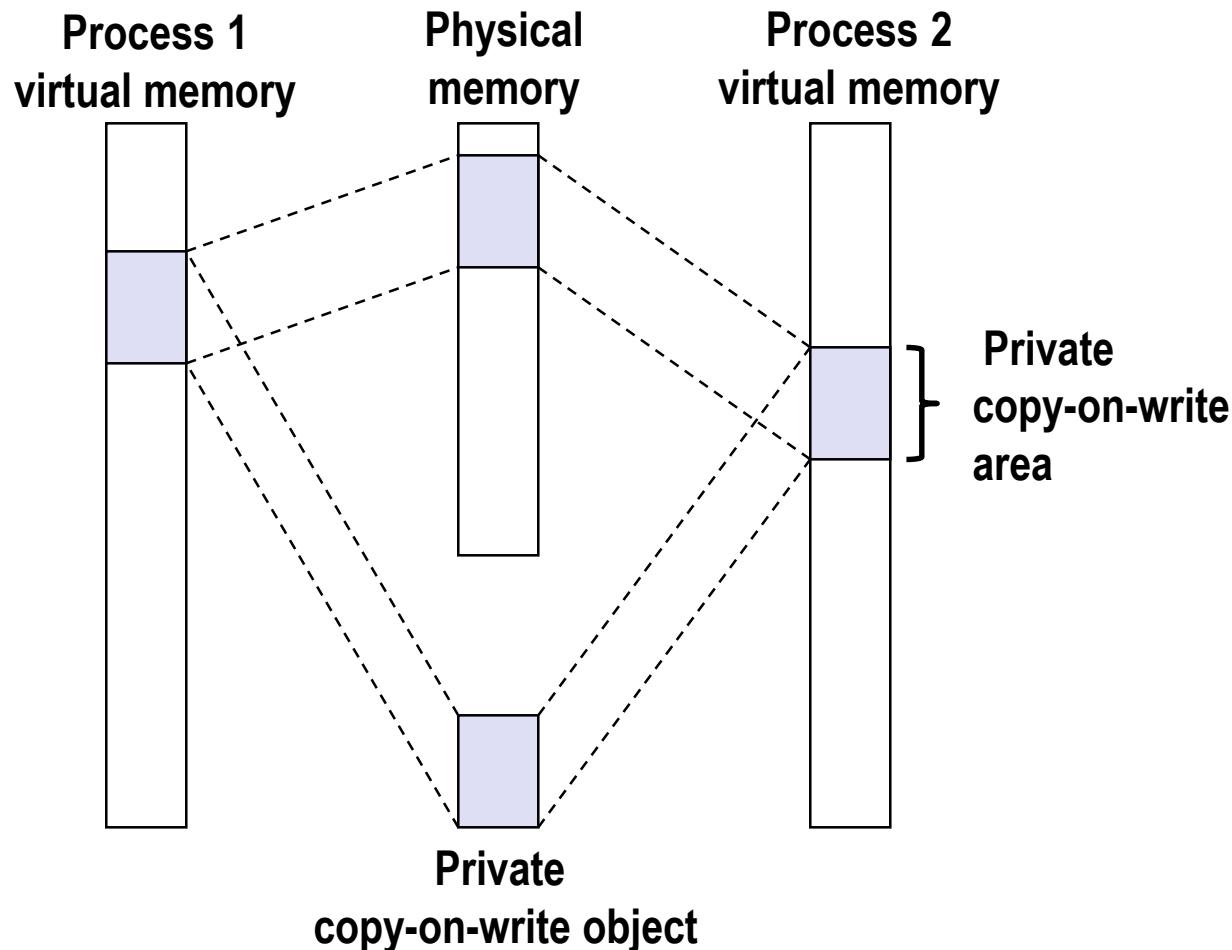 Process 1
virtual memory
Physical
memory
Process 2
virtual memory
Private
copy-on-write
area
Private
copy-on-write object